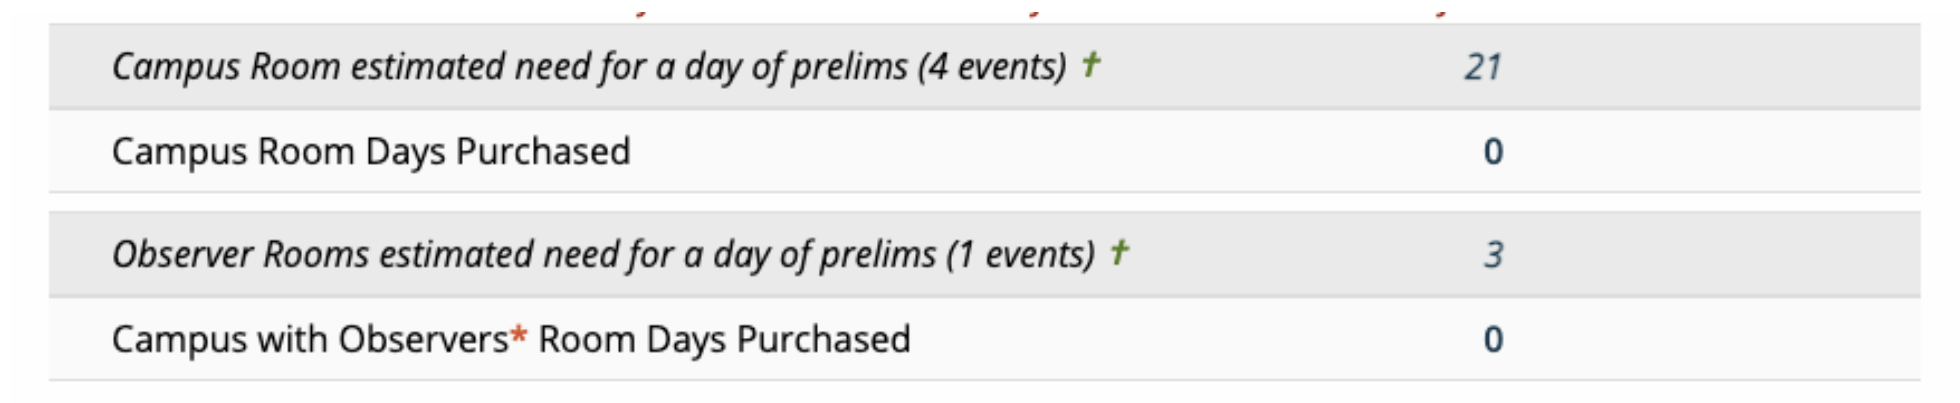 Campus Room estimated need for a day of prelims (4 events) † 21
Campus Room Days Purchased 0
Observer Rooms estimated need for a day of prelims (1 events) † 3
Campus with Observers* Room Days Purchased 0